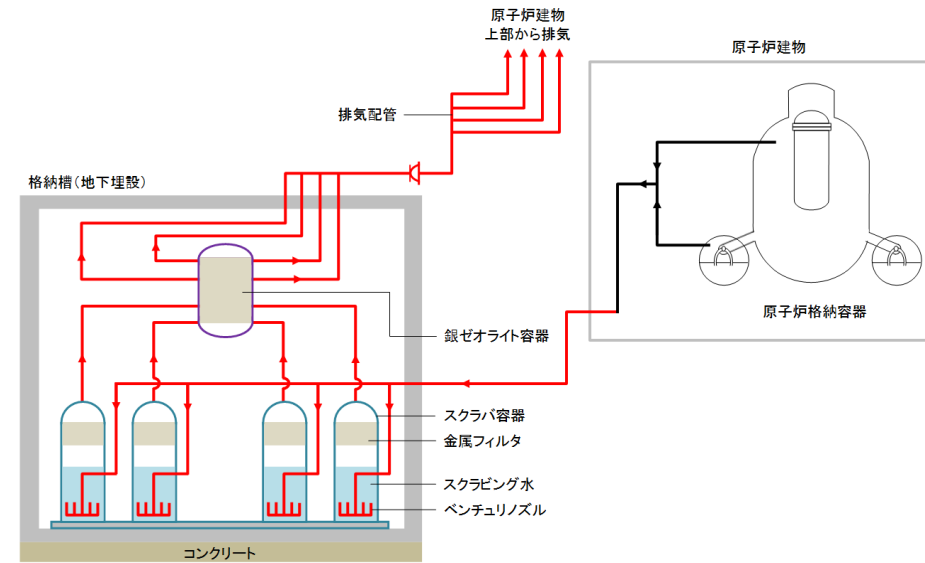 原子炉建物
上部から排気
原子炉建物
排気配管
格納槽（地下埋設）
原子炉格納容器
銀ゼオライト容器
スクラバ容器
金属フィルタ
スクラビング水
ベンチュリノズル
コンクリート